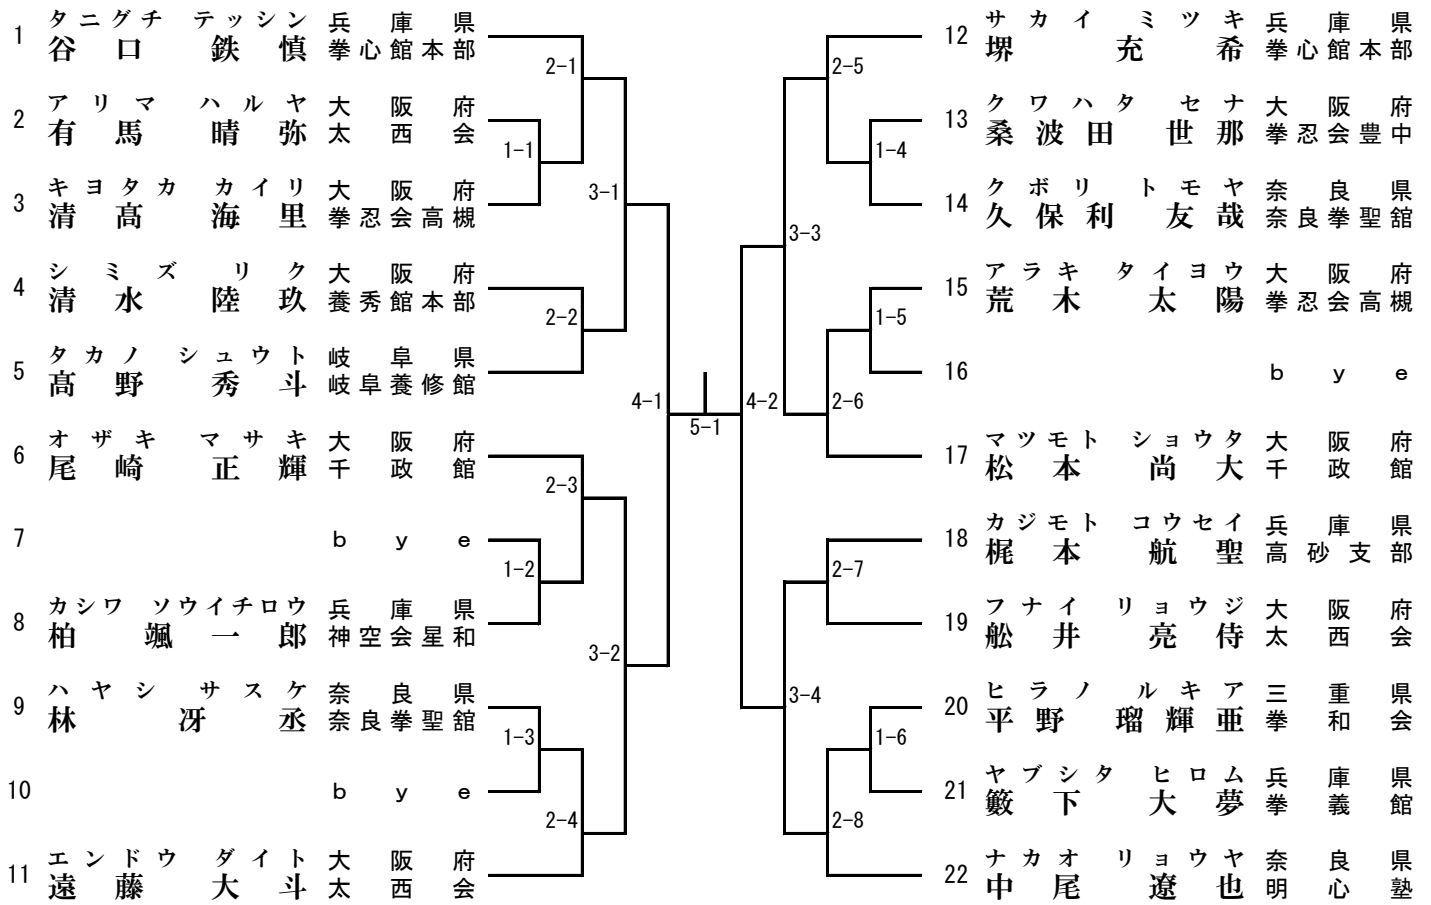 タニグチ テッシン 兵庫県
1 谷口 鉄慎 拳心館本部
アリマ ハルヤ 大阪府
2 有馬 晴弥 太西会
キヨタカ カイリ 大阪府
3 清髙 海里 拳忍会高槻
シミズ リク 大阪府
4 清水 陸玖 養秀館本部
タカノ シュウト 岐阜県
5 髙野 秀斗 岐阜養修館
オザキ マサキ 大阪府
6 尾崎 正輝 千政館
7 bye
カシワ ソウイチロウ 兵庫県
8 柏 颯一郎 神空会星和
ハヤシ サスケ 奈良県
9 林 冴丞 奈良拳聖舘
10 bye
エンドウ ダイト 大阪府
11 遠藤 大斗 太西会
2-1
1-1
3-1
2-2
4-1
2-3
1-2
3-2
1-3
2-4
5-1
2-5
1-4
3-3
1-5
4-2
2-6
2-7
3-4
1-6
2-8
サカイ ミツキ 兵庫県
12 堺 充希 拳心館本部
クワハタ セナ 大阪府
13 桑波田 世那 拳忍会豊中
クボリ トモヤ 奈良県
14 久保利 友哉 奈良拳聖舘
アラキ タイヨウ 大阪府
15 荒木 太陽 拳忍会高槻
16 bye
マツモト ショウタ 大阪府
17 松本 尚大 千政館
カジモト コウセイ 兵庫県
18 梶本 航聖 高砂支部
フナイ リョウジ 大阪府
19 舩井 亮侍 太西会
ヒラノ ルキア 三重県
20 平野 瑠輝亜 拳和会
ヤブシタ ヒロム 兵庫県
21 籔下 大夢 拳義館
ナカオ リョウヤ 奈良県
22 中尾 遼也 明心塾